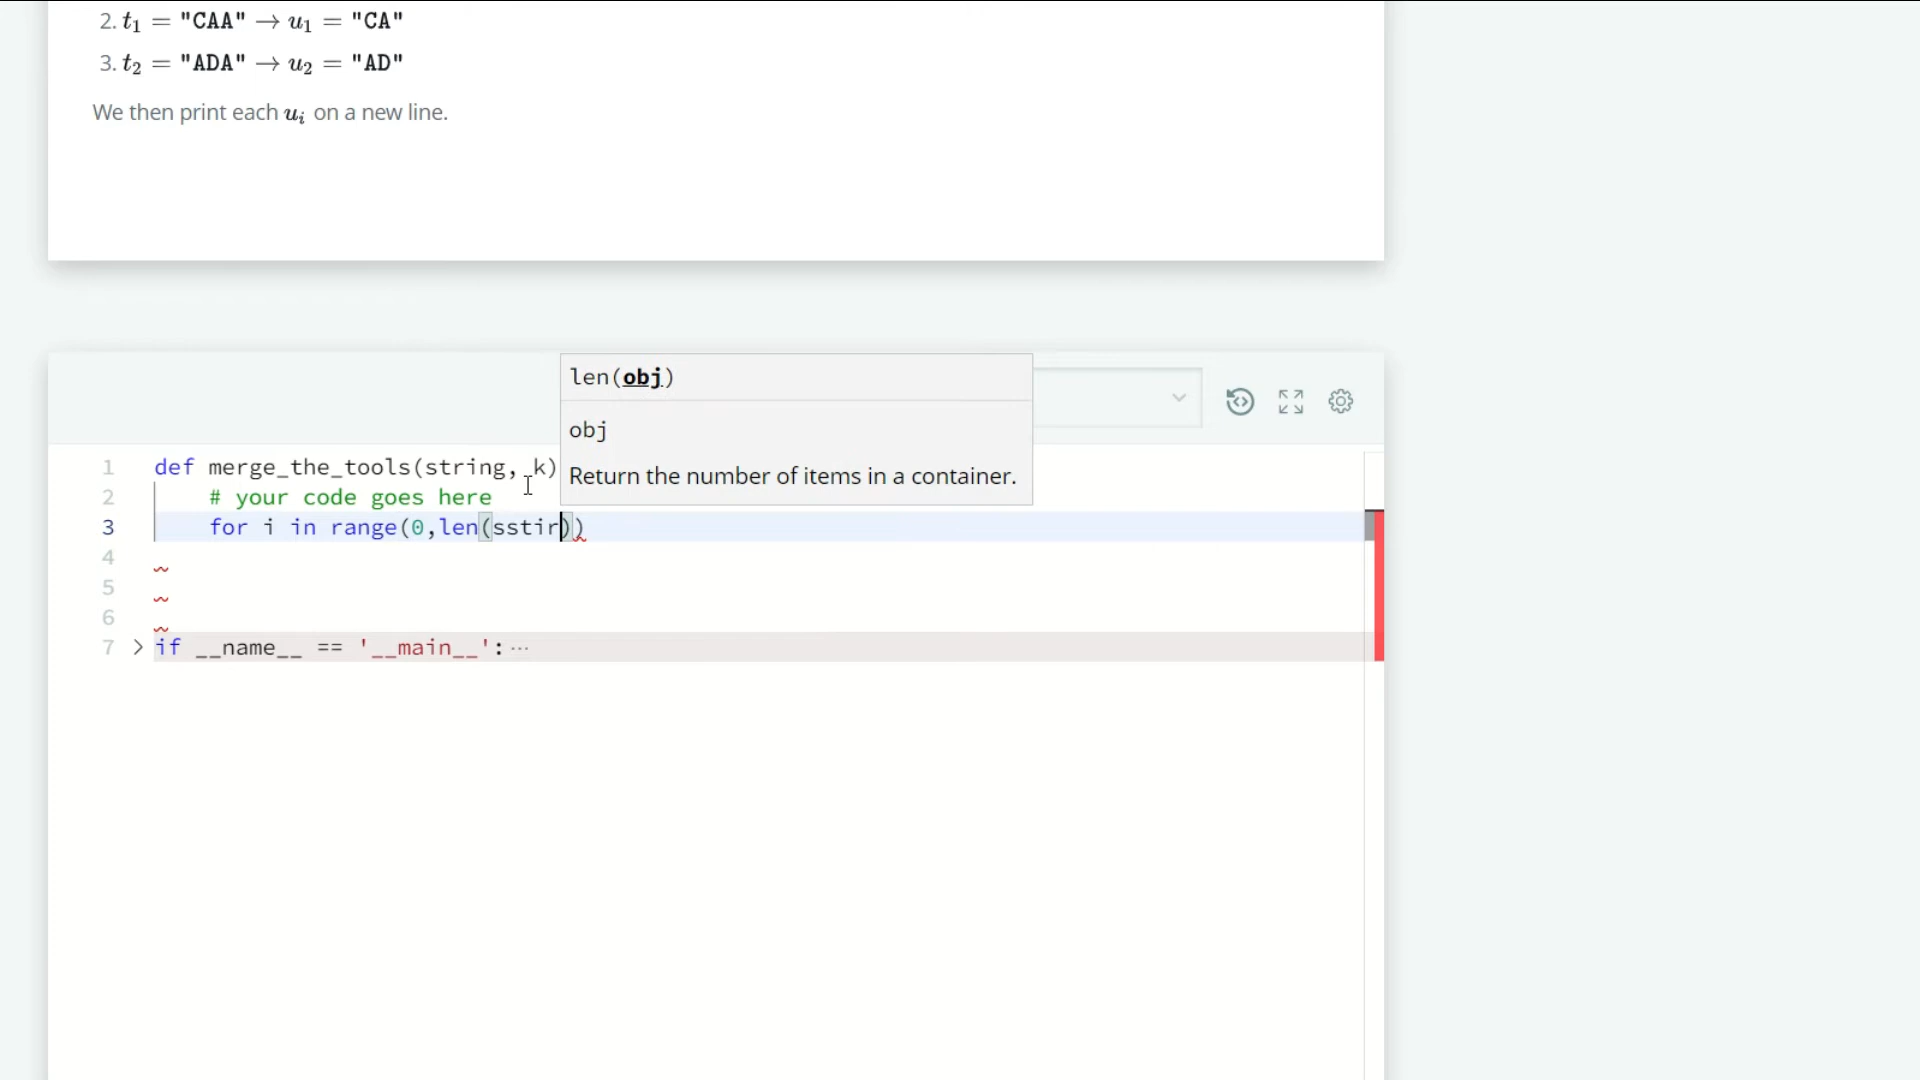 2. t1 = "CAA" → u1 = "CA"
3. t2 = "ADA" → u2 = "AD"
We then print each ui on a new line.
len(obj)
obj
Return the number of items in a container.
1 def merge_the_tools(string, k)
2 # your code goes here
3 for i in range(0,len(sstir))
4
5
6
7 if __name__ == '__main__': ···